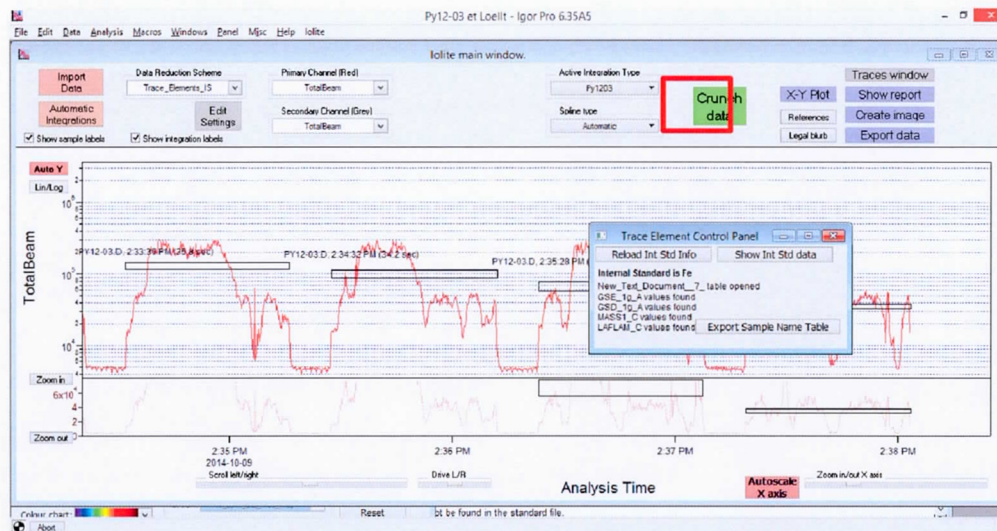 Py12-03 et Loellt - Igor Pro 6.35A5
File Edit Data Analysis Macros Windows Panel Misc Help Iolite
Iolite main window.
Import Data
Data Reduction Scheme
Trace_Elements_IS
Primary Channel (Red)
TotalBeam
Active Integration Type
Py1203
Crunch data
Traces window
X-Y Plot
Show report
Automatic Integrations
Edit Settings
Secondary Channel (Grey)
TotalBeam
Spline type
Automatic
References
Create image
Show sample labels
Show integration labels
Legal blurb
Export data
Auto Y
Lin/Log
TotalBeam
10⁶
10⁵
10⁴
PY12-03.D, 2:34:32 PM (34.2 sec)
PY12-03.D, 2:35:28 PM
Trace Element Control Panel
Reload Int Std Info
Show Int Std data
Internal Standard is Fe
New_Text_Document__7_ table opened
GSE_1g_A values found
GSD_1g_A values found
MASS1_C values found
LAFLAM_C values found
Export Sample Name Table
Zoom in
6x10
4
2
0
Zoom out
2:35 PM
2:36 PM
2:37 PM
2:38 PM
2014-10-09
Scroll left/right
Drive L/R
Analysis Time
Autoscale X axis
Zoom in/out X axis
Colour chart:
Reset
be found in the standard file.
Abort